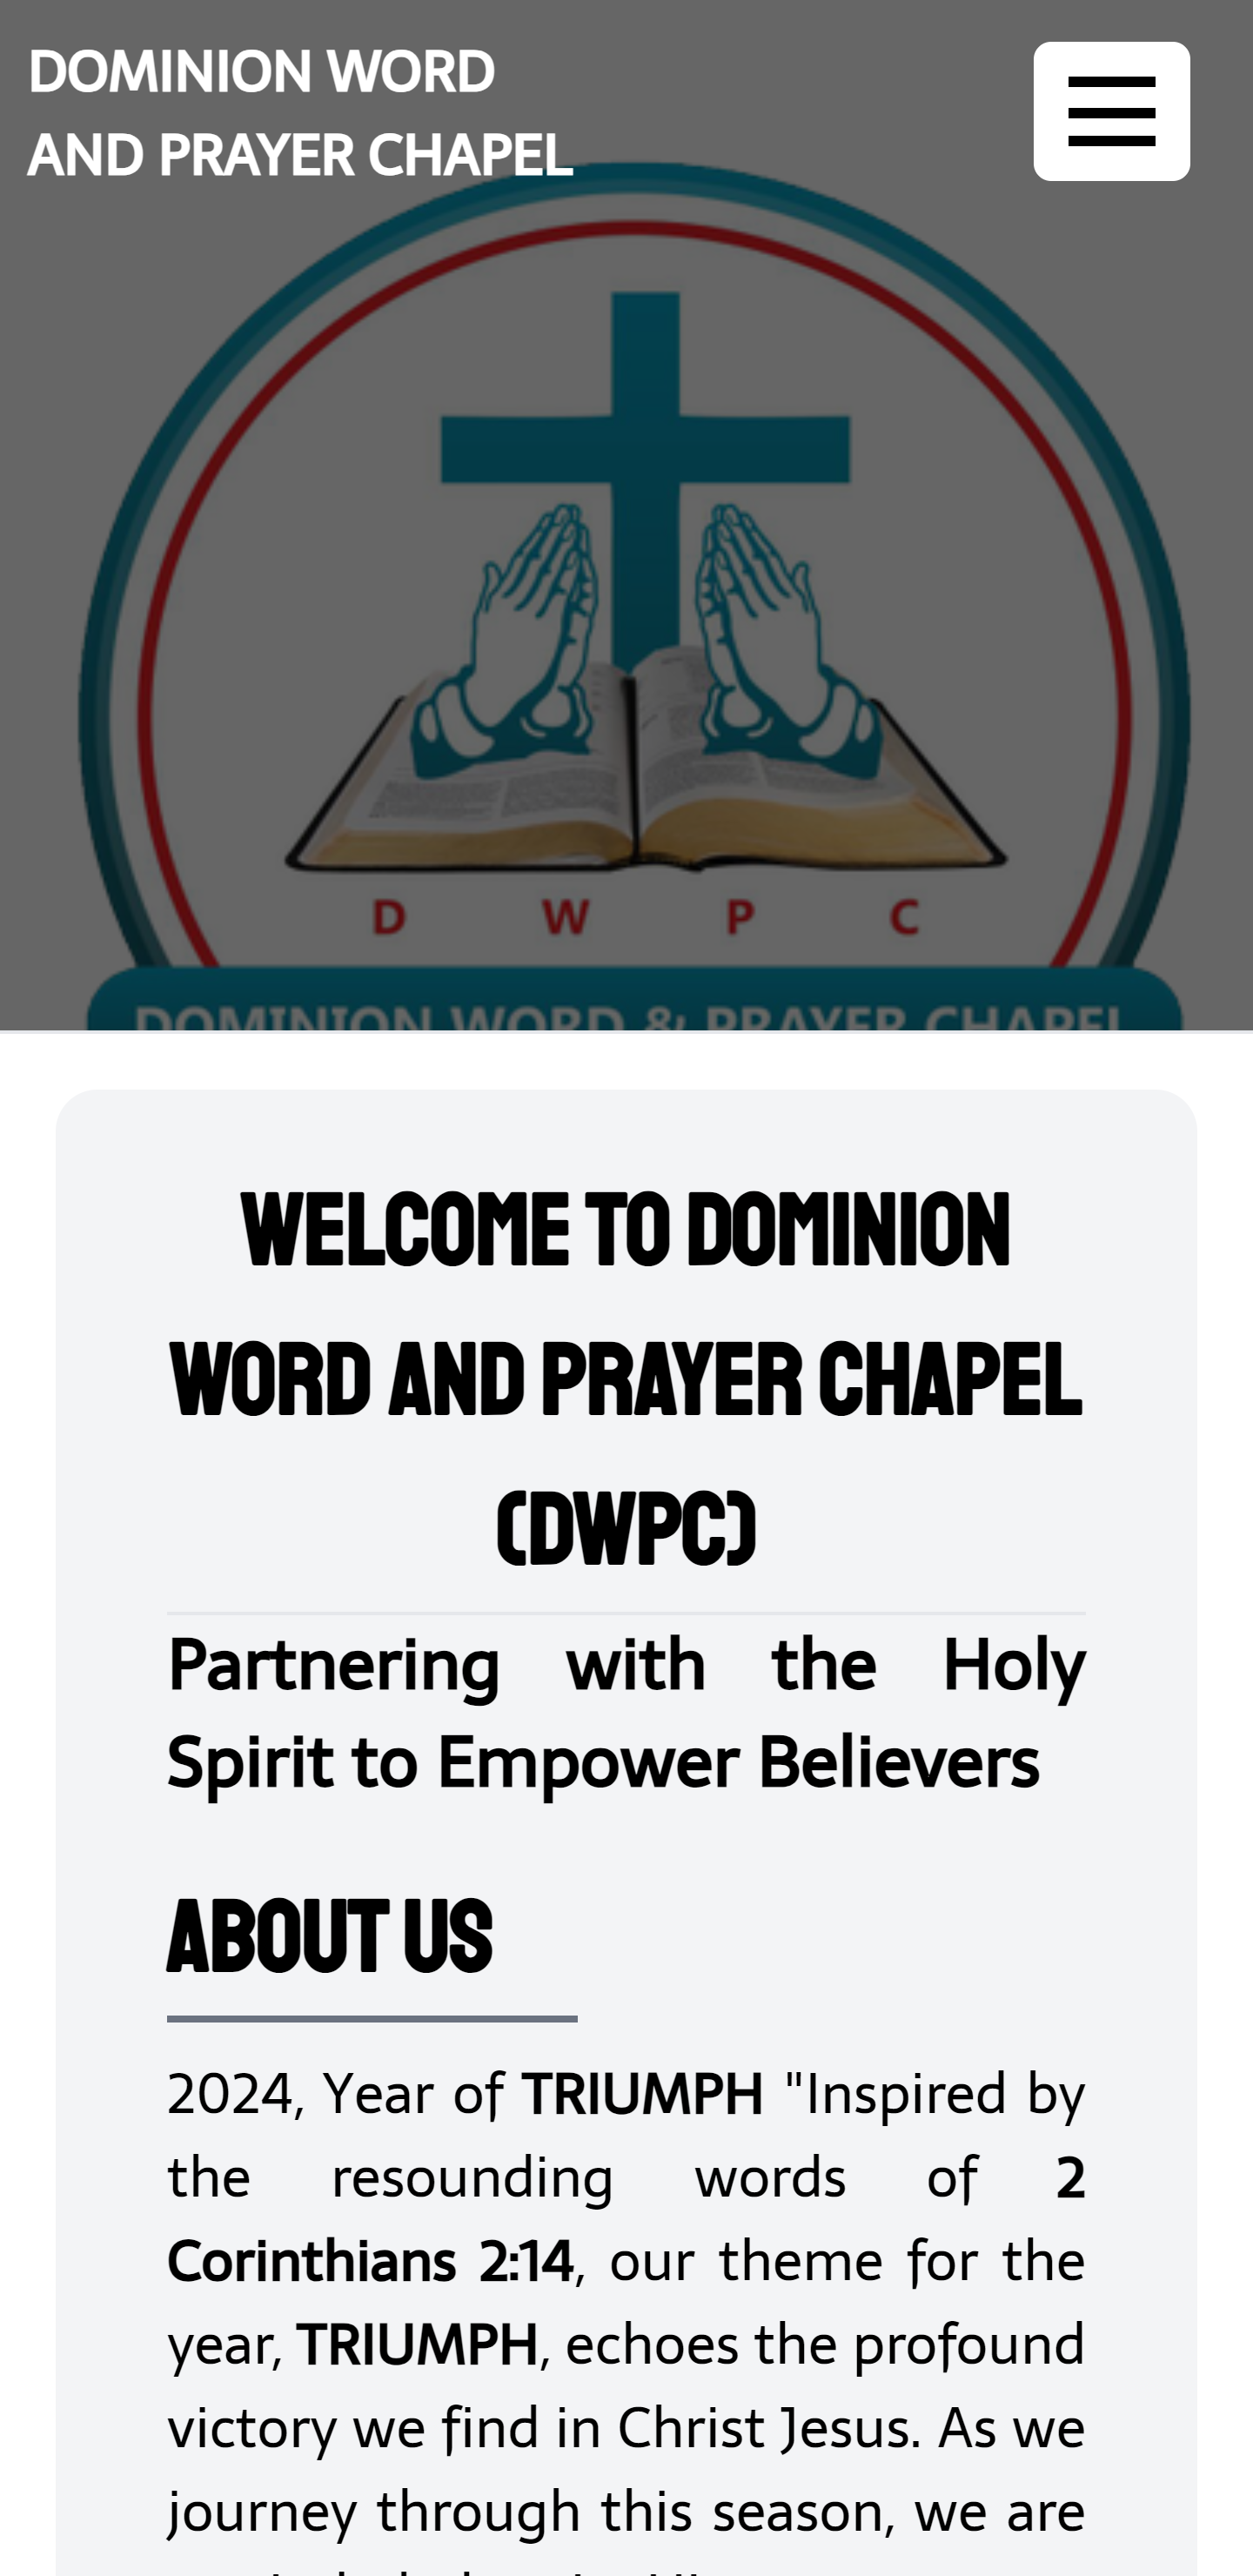 DOMINION WORD
AND PRAYER CHAPEL
D W P C
DOMINION WORD & PRAYER CHAPEL
WELCOME TO DOMINION
WORD AND PRAYER CHAPEL
(DWPC)
Partnering with the Holy
Spirit to Empower Believers
ABOUT US
2024, Year of TRIUMPH "Inspired by
the resounding words of 2
Corinthians 2:14, our theme for the
year, TRIUMPH, echoes the profound
victory we find in Christ Jesus. As we
journey through this season, we are